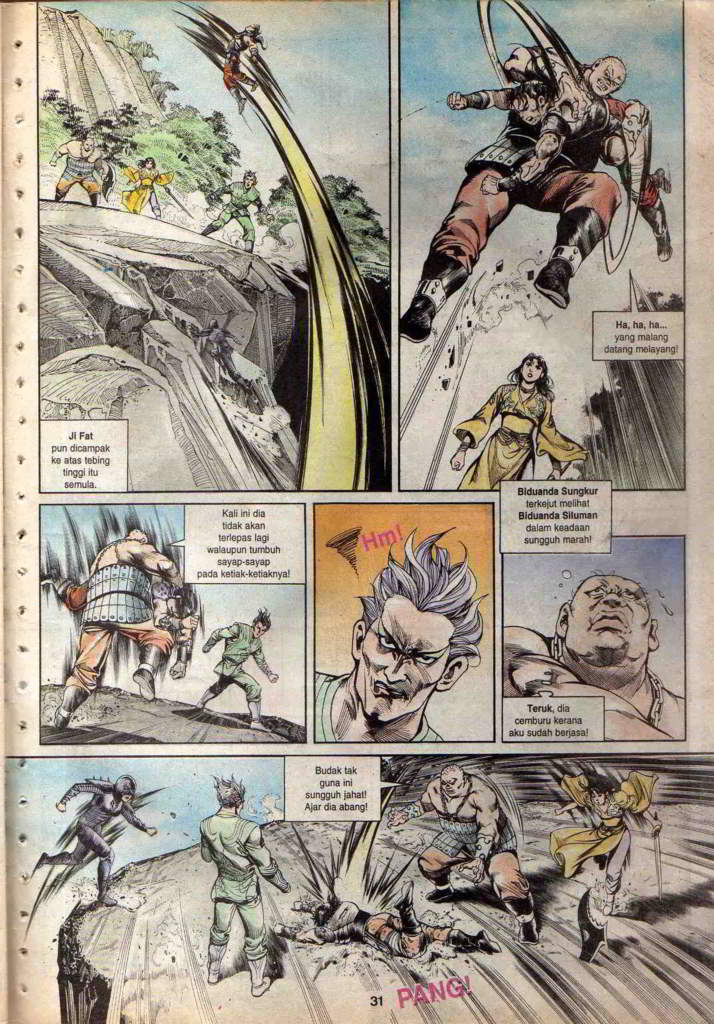 Ji Fat
pun dicampak
ke atas tebing
tinggi itu
semula.
Ha, ha, ha...
yang malang
datang melayang!
Kali ini dia
tidak akan
terlepas lagi
walaupun tumbuh
sayap-sayap
pada ketiak-ketiaknya!
Hm!
Biduanda Sungkur
terkejut melihat
Biduanda Siluman
dalam keadaan
sungguh marah!
Teruk, dia
cemburu kerana
aku sudah berjasa!
Budak tak
guna ini
sungguh jahat!
Ajar dia abang!
PANG!
31